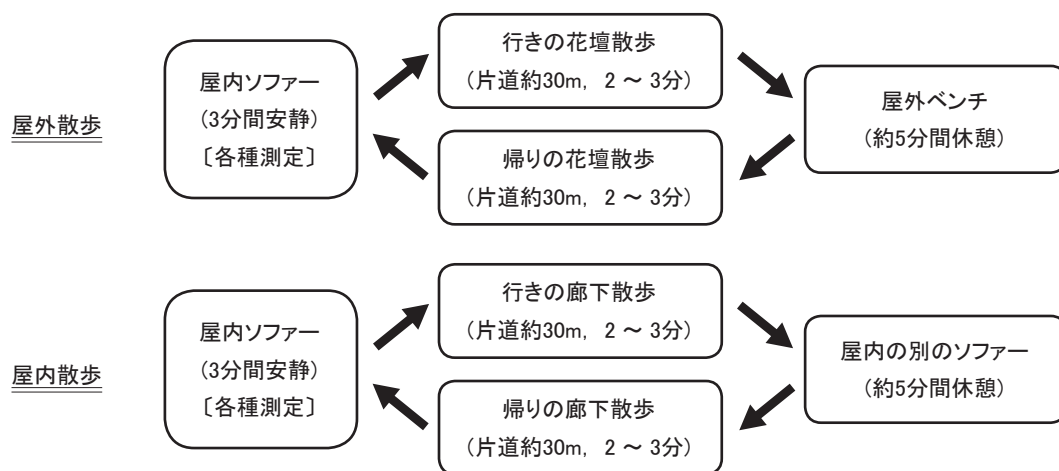 屋外散歩
屋内ソファー
(3分間安静)
〔各種測定〕
行きの花壇散歩
(片道約30m, 2 ~ 3分)
屋外ベンチ
(約5分間休憩)
帰りの花壇散歩
(片道約30m, 2 ~ 3分)
屋内散歩
屋内ソファー
(3分間安静)
〔各種測定〕
行きの廊下散歩
(片道約30m, 2 ~ 3分)
屋内の別のソファー
(約5分間休憩)
帰りの廊下散歩
(片道約30m, 2 ~ 3分)